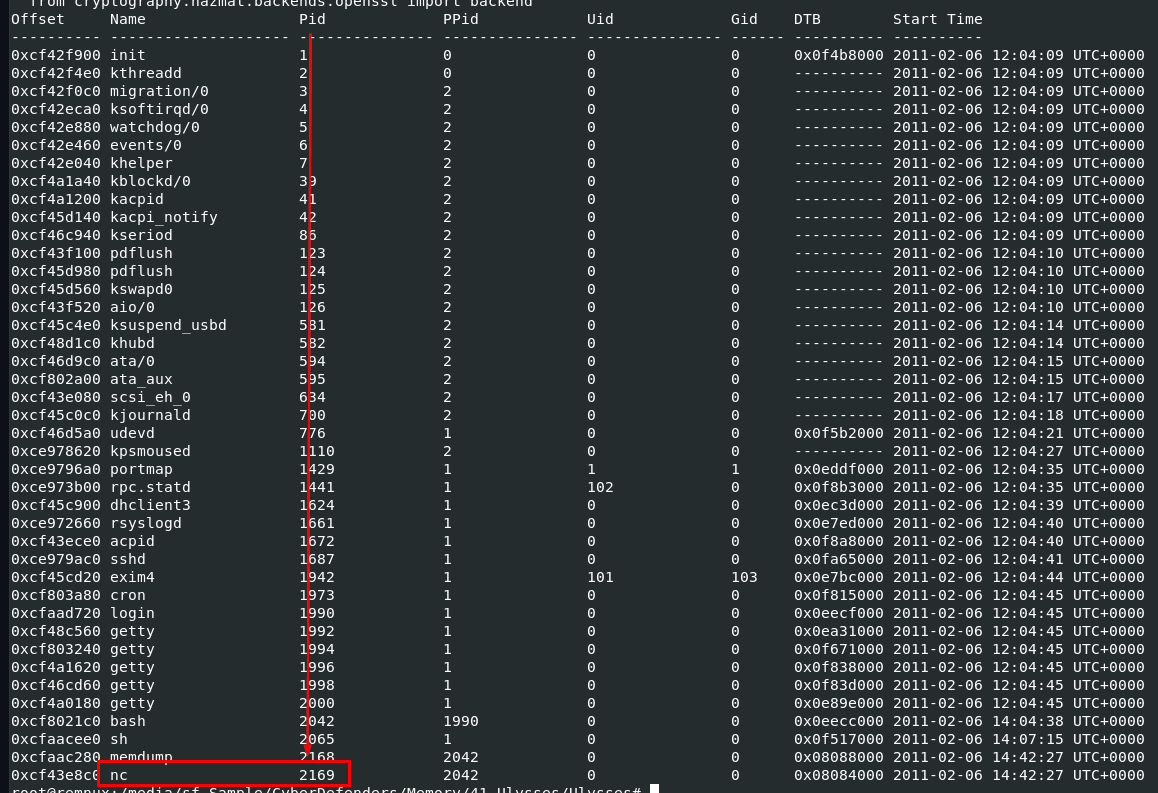 from cryptography.hazmat.backends.openssl import backend
Offset Name Pid PPid Uid Gid DTB Start Time
---------- -------------------- --------------- --------------- --------------- ------ ---------- ----------
0xcf42f900 init 1 0 0 0 0x0f4b8000 2011-02-06 12:04:09 UTC+0000
0xcf42f4e0 kthreadd 2 0 0 0 ---------- 2011-02-06 12:04:09 UTC+0000
0xcf42f0c0 migration/0 3 2 0 0 ---------- 2011-02-06 12:04:09 UTC+0000
0xcf42eca0 ksoftirqd/0 4 2 0 0 ---------- 2011-02-06 12:04:09 UTC+0000
0xcf42e880 watchdog/0 5 2 0 0 ---------- 2011-02-06 12:04:09 UTC+0000
0xcf42e460 events/0 6 2 0 0 ---------- 2011-02-06 12:04:09 UTC+0000
0xcf42e040 khelper 7 2 0 0 ---------- 2011-02-06 12:04:09 UTC+0000
0xcf4a1a40 kblockd/0 39 2 0 0 ---------- 2011-02-06 12:04:09 UTC+0000
0xcf4a1200 kacpid 41 2 0 0 ---------- 2011-02-06 12:04:09 UTC+0000
0xcf45d140 kacpi_notify 42 2 0 0 ---------- 2011-02-06 12:04:09 UTC+0000
0xcf46c940 kseriod 86 2 0 0 ---------- 2011-02-06 12:04:09 UTC+0000
0xcf43f100 pdflush 123 2 0 0 ---------- 2011-02-06 12:04:10 UTC+0000
0xcf45d980 pdflush 124 2 0 0 ---------- 2011-02-06 12:04:10 UTC+0000
0xcf45d560 kswapd0 125 2 0 0 ---------- 2011-02-06 12:04:10 UTC+0000
0xcf43f520 aio/0 126 2 0 0 ---------- 2011-02-06 12:04:10 UTC+0000
0xcf45c4e0 ksuspend_usbd 581 2 0 0 ---------- 2011-02-06 12:04:14 UTC+0000
0xcf48d1c0 khubd 582 2 0 0 ---------- 2011-02-06 12:04:14 UTC+0000
0xcf46d9c0 ata/0 594 2 0 0 ---------- 2011-02-06 12:04:15 UTC+0000
0xcf802a00 ata_aux 595 2 0 0 ---------- 2011-02-06 12:04:15 UTC+0000
0xcf43e080 scsi_eh_0 634 2 0 0 ---------- 2011-02-06 12:04:17 UTC+0000
0xcf45c0c0 kjournald 700 2 0 0 ---------- 2011-02-06 12:04:18 UTC+0000
0xcf46d5a0 udevd 776 1 0 0 0x0f5b2000 2011-02-06 12:04:21 UTC+0000
0xce978620 kpsmoused 1110 2 0 0 ---------- 2011-02-06 12:04:27 UTC+0000
0xce9796a0 portmap 1429 1 1 1 0x0eddf000 2011-02-06 12:04:35 UTC+0000
0xce973b00 rpc.statd 1441 1 102 0 0x0f8b3000 2011-02-06 12:04:35 UTC+0000
0xcf45c900 dhclient3 1624 1 0 0 0x0ec3d000 2011-02-06 12:04:39 UTC+0000
0xce972660 rsyslogd 1661 1 0 0 0x0e7ed000 2011-02-06 12:04:40 UTC+0000
0xcf43ece0 acpid 1672 1 0 0 0x0f8a8000 2011-02-06 12:04:40 UTC+0000
0xce979ac0 sshd 1687 1 0 0 0x0fa65000 2011-02-06 12:04:41 UTC+0000
0xcf45cd20 exim4 1942 1 101 103 0x0e7bc000 2011-02-06 12:04:44 UTC+0000
0xcf803a80 cron 1973 1 0 0 0x0f815000 2011-02-06 12:04:45 UTC+0000
0xcfaad720 login 1990 1 0 0 0x0eecf000 2011-02-06 12:04:45 UTC+0000
0xcf48c560 getty 1992 1 0 0 0x0ea31000 2011-02-06 12:04:45 UTC+0000
0xcf803240 getty 1994 1 0 0 0x0f671000 2011-02-06 12:04:45 UTC+0000
0xcf4a1620 getty 1996 1 0 0 0x0f838000 2011-02-06 12:04:45 UTC+0000
0xcf46cd60 getty 1998 1 0 0 0x0f83d000 2011-02-06 12:04:45 UTC+0000
0xcf4a0180 getty 2000 1 0 0 0x0e89e000 2011-02-06 12:04:45 UTC+0000
0xcf8021c0 bash 2042 1990 0 0 0x0eecc000 2011-02-06 14:04:38 UTC+0000
0xcfaacee0 sh 2065 1 0 0 0x0f517000 2011-02-06 14:07:15 UTC+0000
0xcfaac280 memdump 2168 2042 0 0 0x08088000 2011-02-06 14:42:27 UTC+0000
0xcf43e8c0 nc 2169 2042 0 0 0x08084000 2011-02-06 14:42:27 UTC+0000
root@remnux:/media/sf_Sample/CyberDefenders/Memory/41_Ulysses/Ulysses#